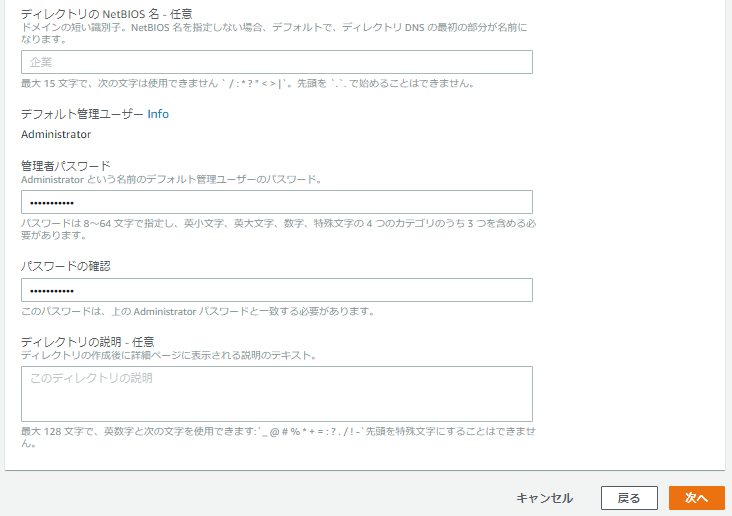 ディレクトリの NetBIOS 名 - 任意
ドメインの短い識別子。NetBIOS 名を指定しない場合、デフォルトで、ディレクトリ DNS の最初の部分が名前に
なります。
企業
最大 15 文字で、次の文字は使用できません ` / : * ? " < > |`。先頭を `.`. で始めることはできません。
デフォルト管理ユーザー Info
Administrator
管理者パスワード
Administrator という名前のデフォルト管理ユーザーのパスワード。
•••••••••••
パスワードは 8～64 文字で指定し、英小文字、英大文字、数字、特殊文字の 4 つのカテゴリのうち 3 つを含める必
要があります。
パスワードの確認
•••••••••••
このパスワードは、上の Administrator パスワードと一致する必要があります。
ディレクトリの説明 - 任意
ディレクトリの作成後に詳細ページに表示される説明のテキスト。
このディレクトリの説明
最大 128 文字で、英数字と次の文字を使用できます:`_ @ # % * + = : ? . / ! -`先頭を特殊文字にすることはできませ
ん。
キャンセル 戻る 次へ